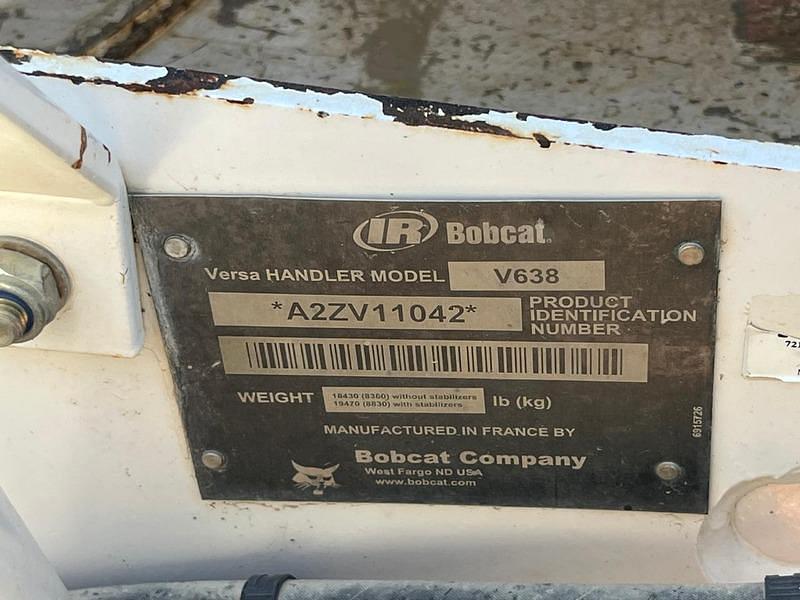 IR Bobcat®
Versa HANDLER MODEL V638
*A2ZV11042* PRODUCT
IDENTIFICATION
NUMBER
WEIGHT 18430 (8360) without stabilizers
19470 (8830) with stabilizers lb (kg)
MANUFACTURED IN FRANCE BY
Bobcat Company
West Fargo ND USA
www.bobcat.com
6915726